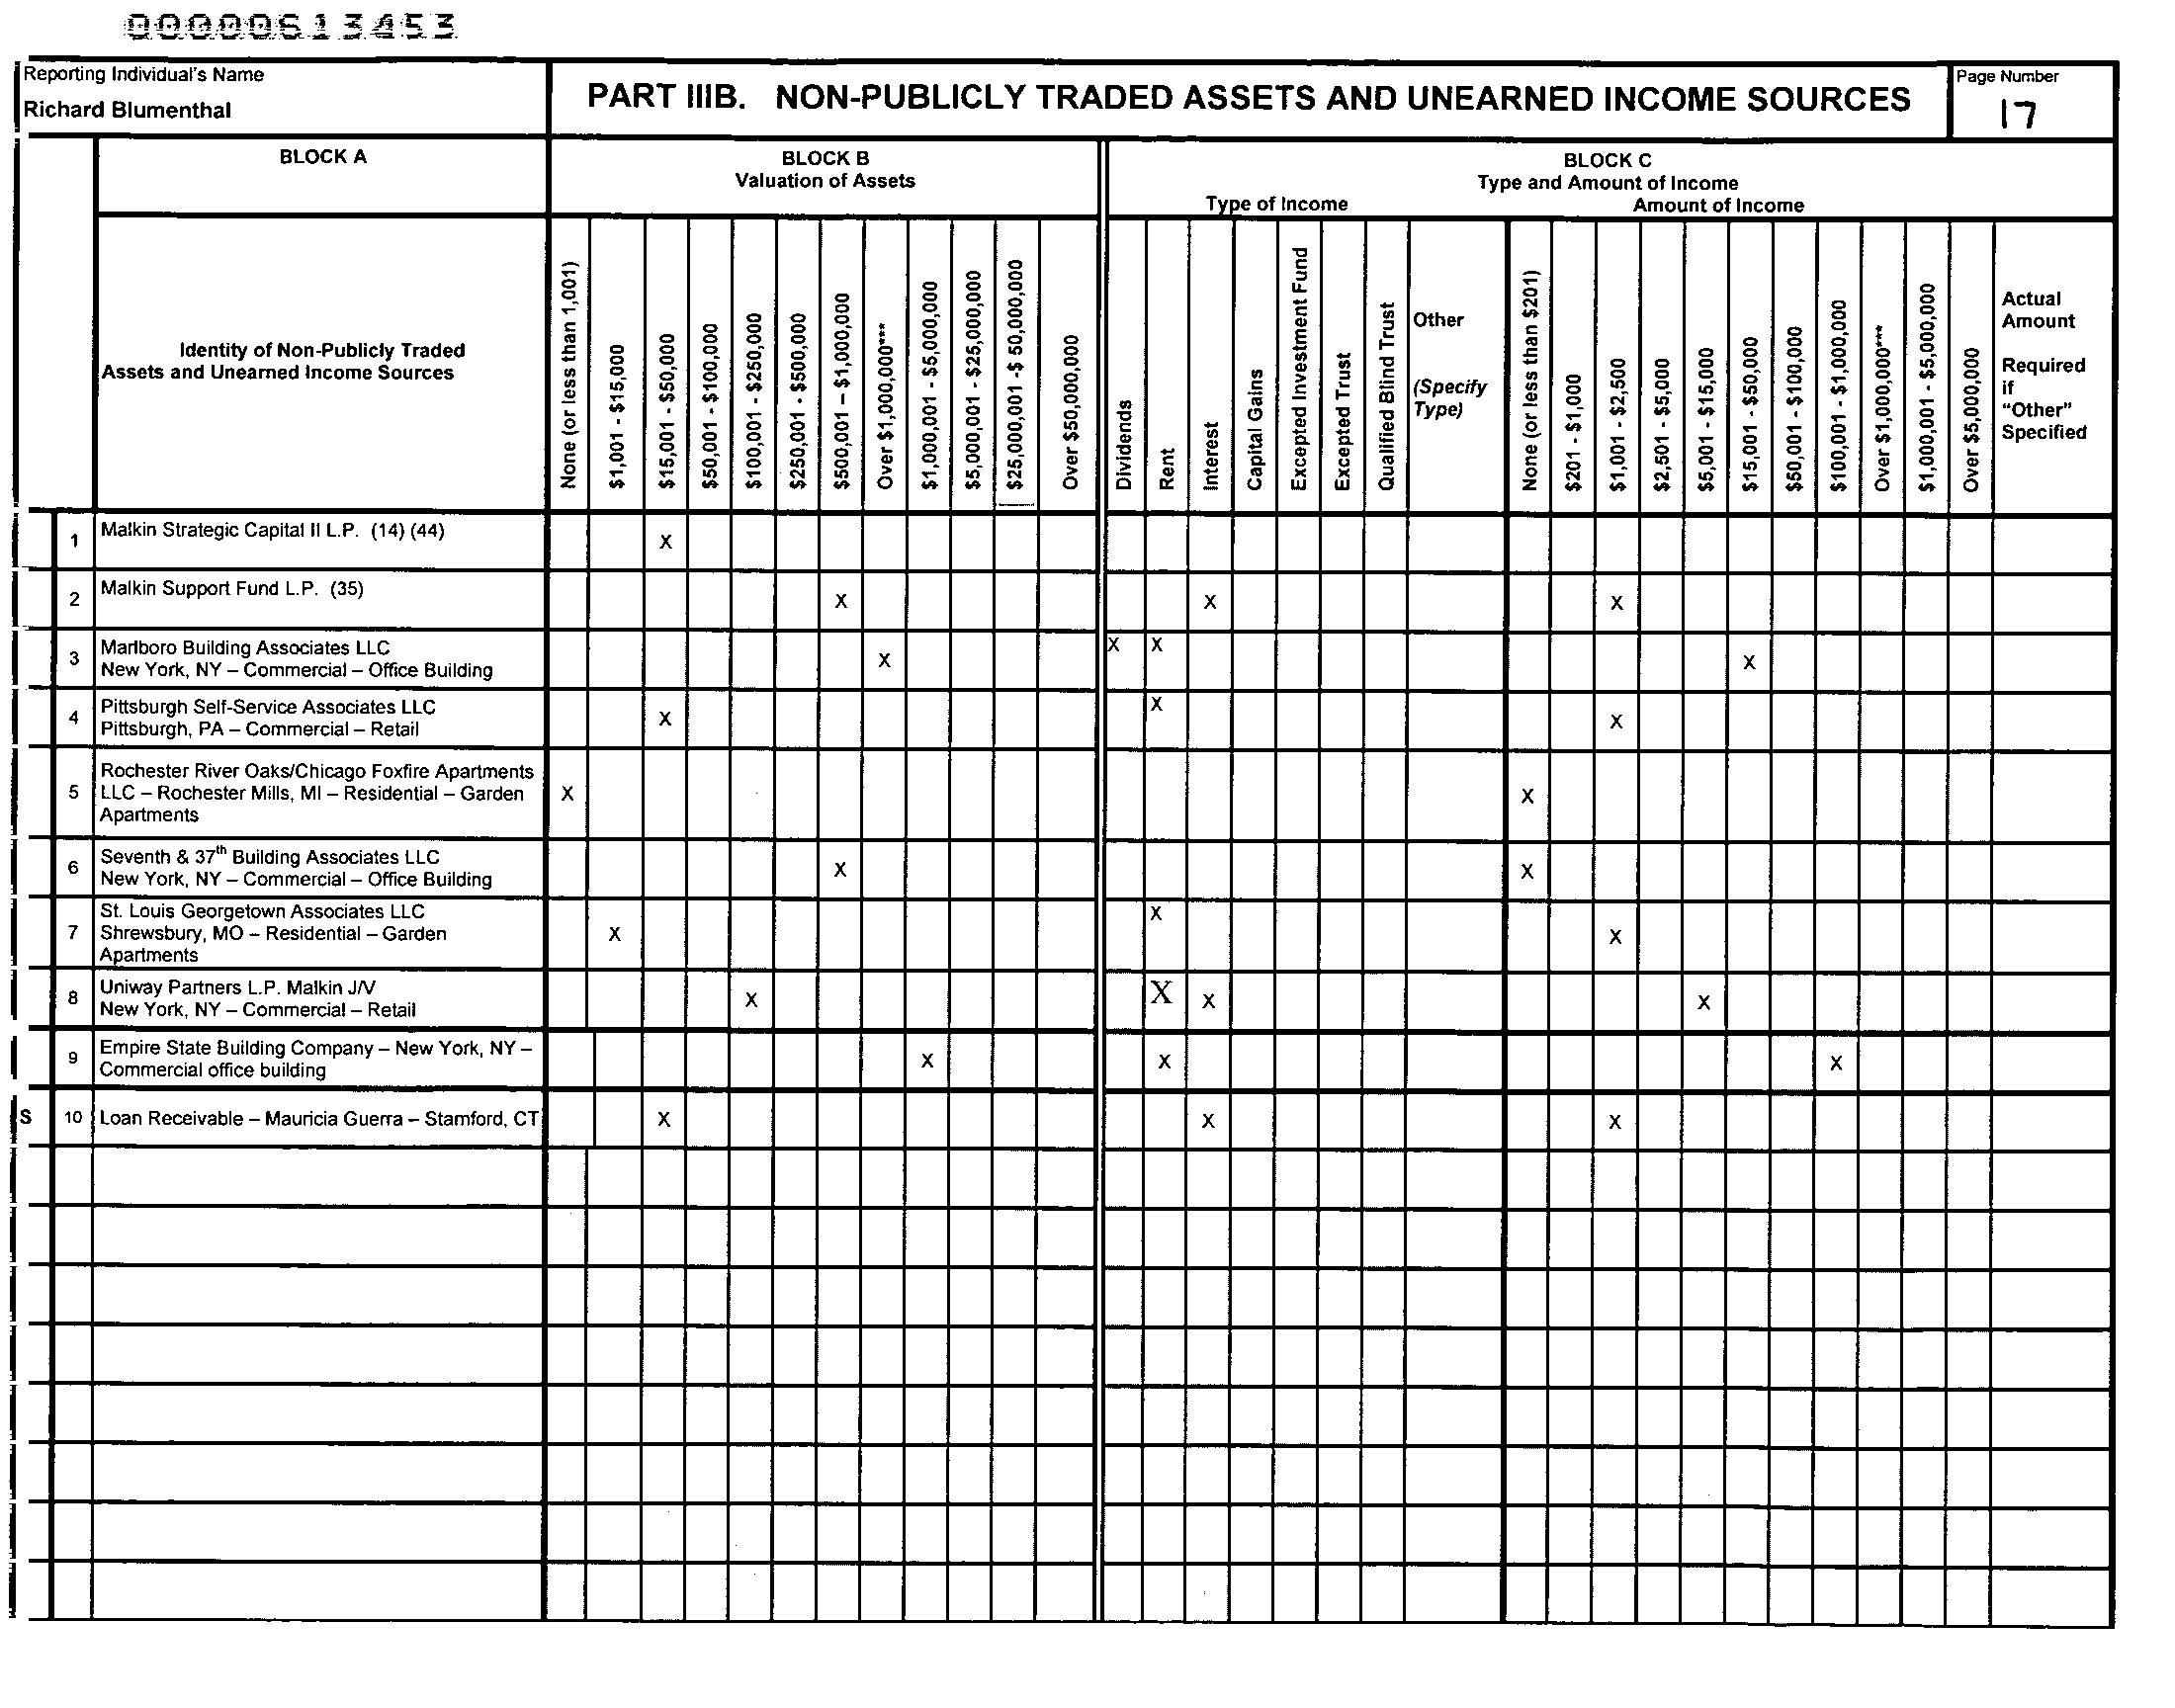 00000613453
Reporting Individual's Name
Richard Blumenthal
PART IIIB. NON-PUBLICLY TRADED ASSETS AND UNEARNED INCOME SOURCES
Page Number
17
BLOCK A
BLOCK B
Valuation of Assets
BLOCK C
Type and Amount of Income
Type of Income
Amount of Income
Identity of Non-Publicly Traded
Assets and Unearned Income Sources
None (or less than 1,001)
$1,001 - $15,000
$15,001 - $50,000
$50,001 - $100,000
$100,001 - $250,000
$250,001 - $500,000
$500,001 – $1,000,000
Over $1,000,000***
$1,000,001 - $5,000,000
$5,000,001 - $25,000,000
$25,000,001 -$ 50,000,000
Over $50,000,000
Dividends
Rent
Interest
Capital Gains
Excepted Investment Fund
Excepted Trust
Qualified Blind Trust
Other
(Specify
Type)
None (or less than $201)
$201 - $1,000
$1,001 - $2,500
$2,501 - $5,000
$5,001 - $15,000
$15,001 - $50,000
$50,001 - $100,000
$100,001 - $1,000,000
Over $1,000,000***
$1,000,001 - $5,000,000
Over $5,000,000
Actual
Amount
Required
if
“Other”
Specified
1 Malkin Strategic Capital II L.P. (14) (44) X
2 Malkin Support Fund L.P. (35) X X X
3 Marlboro Building Associates LLC X X
New York, NY – Commercial – Office Building X X
4 Pittsburgh Self-Service Associates LLC X
Pittsburgh, PA – Commercial – Retail X X
Rochester River Oaks/Chicago Foxfire Apartments
5 LLC – Rochester Mills, MI – Residential – Garden X X
Apartments
6 Seventh & 37th Building Associates LLC
New York, NY – Commercial – Office Building X X
St. Louis Georgetown Associates LLC X
7 Shrewsbury, MO – Residential – Garden X X
Apartments
8 Uniway Partners L.P. Malkin J/V X
New York, NY – Commercial – Retail X X X
9 Empire State Building Company – New York, NY –
Commercial office building X X X
S 10 Loan Receivable – Mauricia Guerra – Stamford, CT X X X